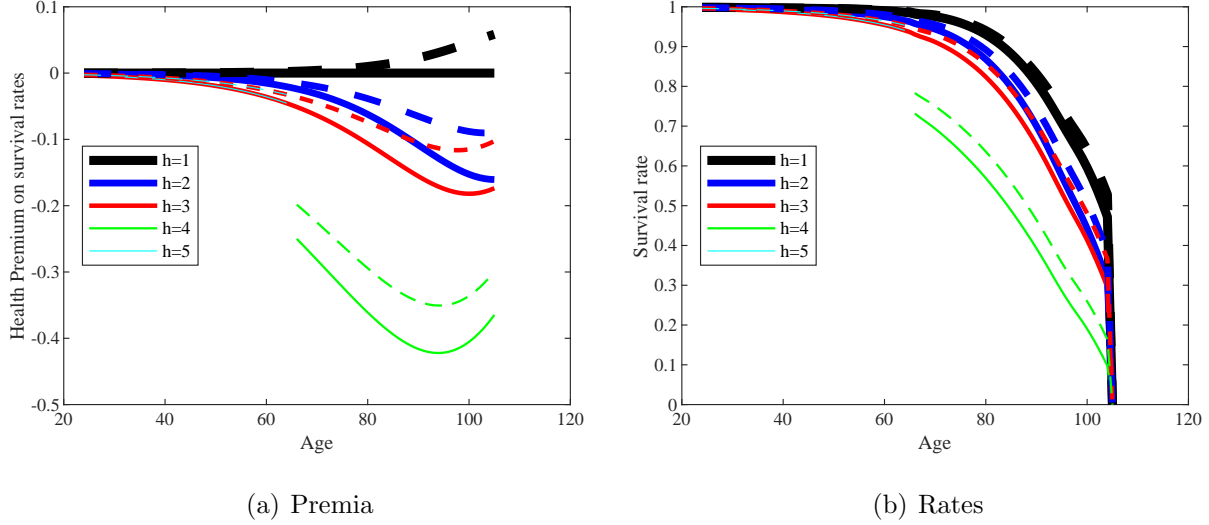 0.1
0
-0.1
-0.2
-0.3
-0.4
-0.5
Health Premium on survival rates
h=1
h=2
h=3
h=4
h=5
20 40 60 80 100 120
Age
(a) Premia
1
0.9
0.8
0.7
0.6
0.5
0.4
0.3
0.2
0.1
0
Survival rate
h=1
h=2
h=3
h=4
h=5
20 40 60 80 100 120
Age
(b) Rates